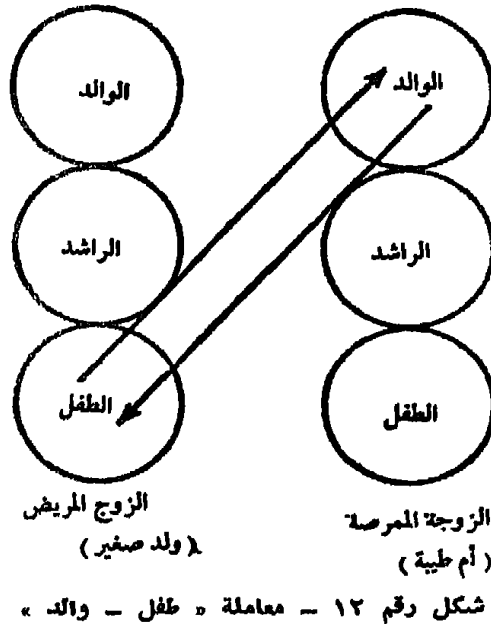 الوالد
الوالد
الراشد
الراشد
الطفل
الطفل
الزوجة الممرضة
( أم طيبة )
الزوج المريض
( ولد صغير )
شكل رقم ١٢ – معاملة « طفل – والد »